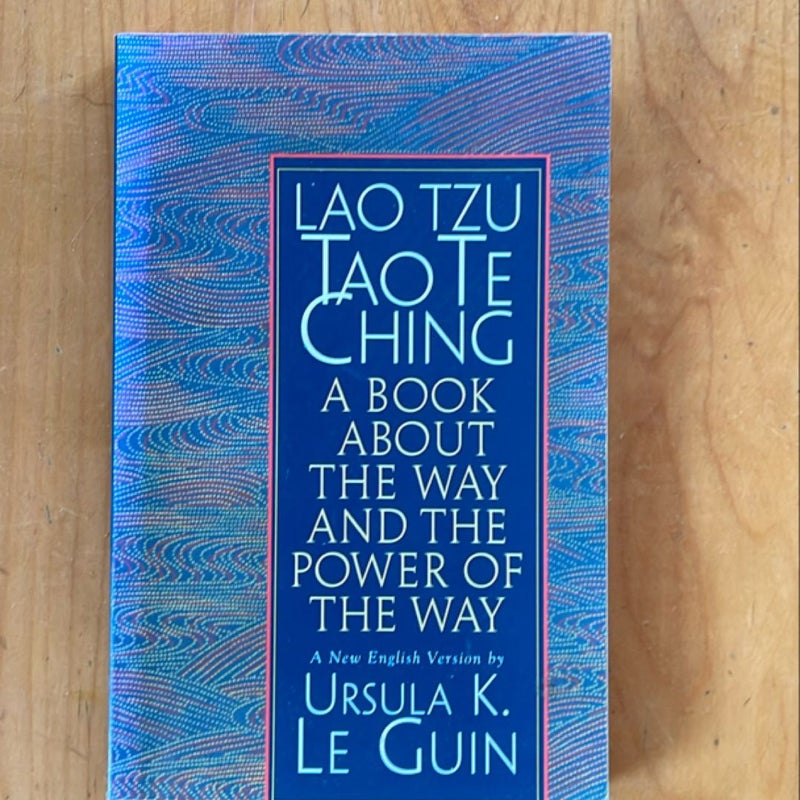 LAO TZU
TAO TE
CHING
A BOOK
ABOUT
THE WAY
AND THE
POWER OF
THE WAY
A New English Version by
URSULA K.
LE GUIN